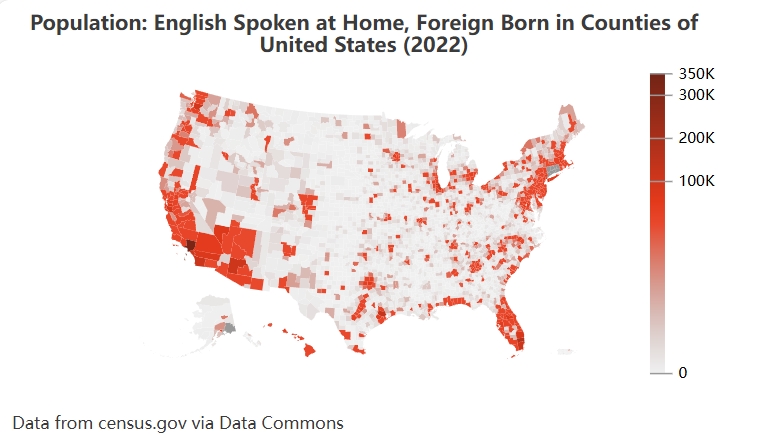 Population: English Spoken at Home, Foreign Born in Counties of
United States (2022)
350K
300K
200K
100K
0
Data from census.gov via Data Commons